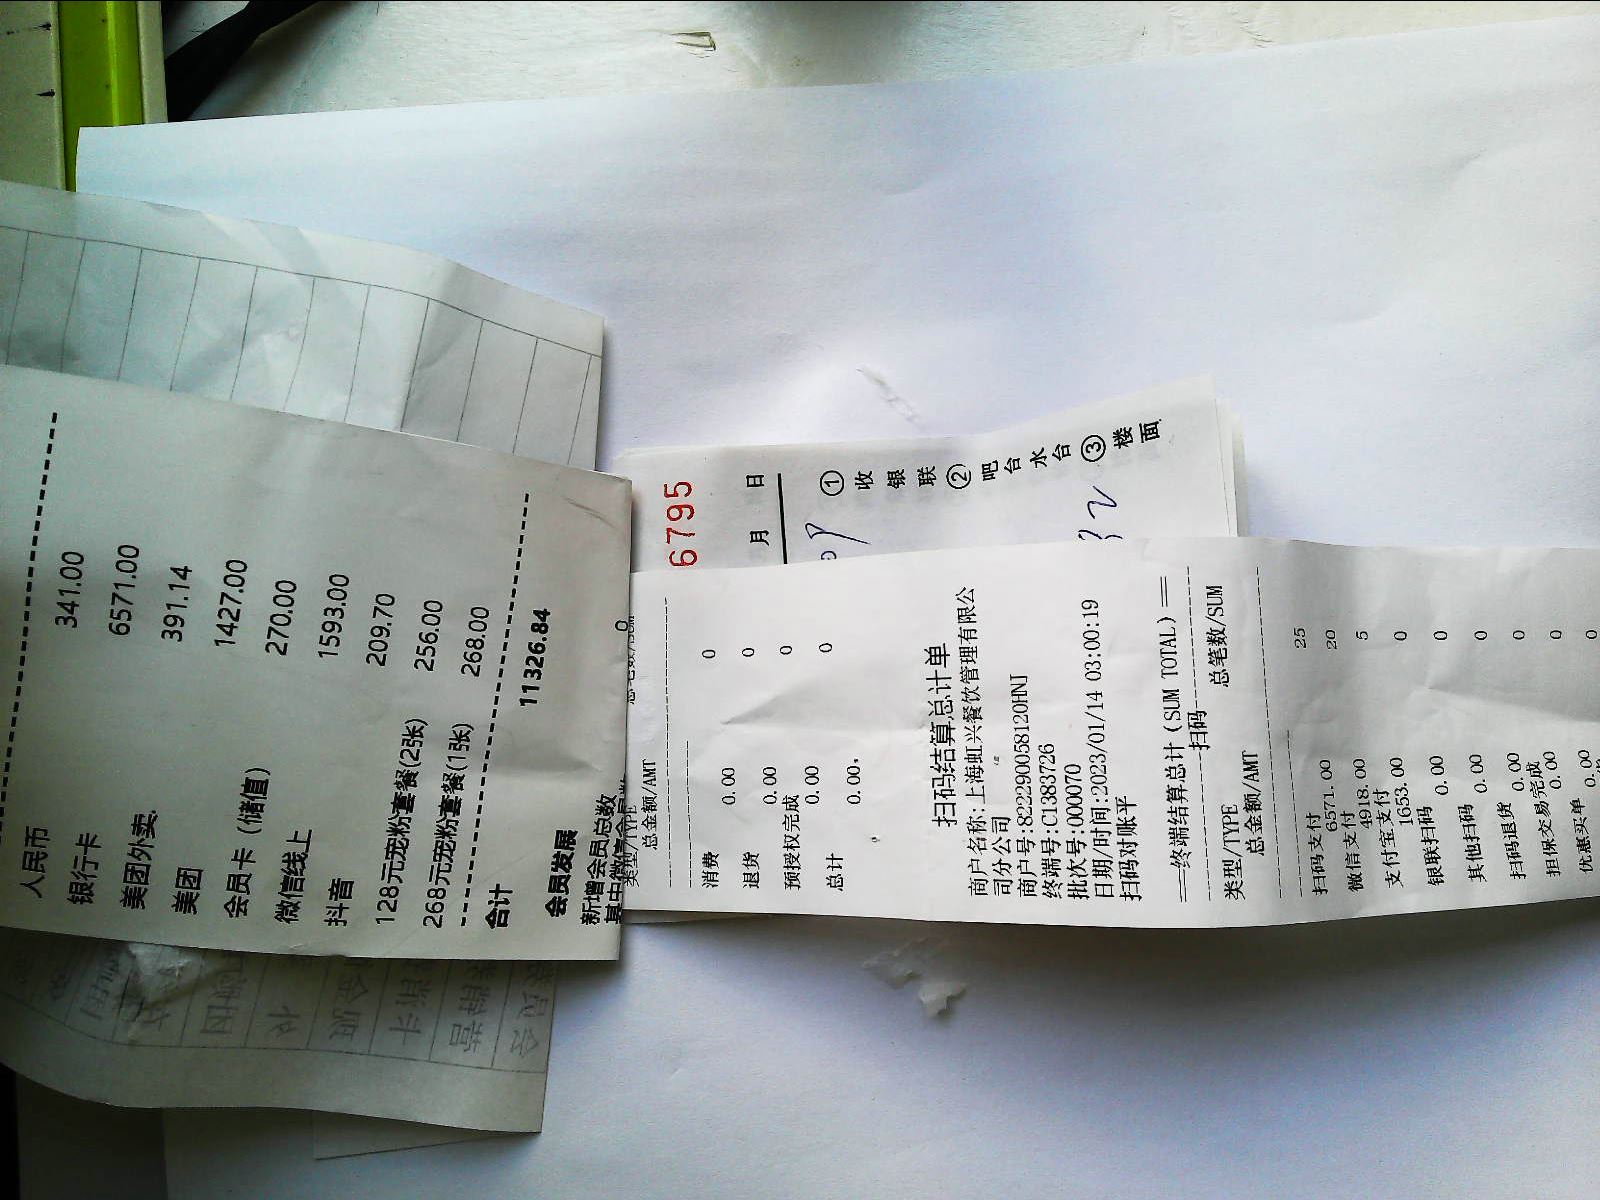 人民币 341.00
银行卡 6571.00
美团外卖 391.14
美团 1427.00
会员卡（储值） 270.00
微信线上 1593.00
抖音 209.70
128元宠粉套餐(2张) 256.00
268元宠粉套餐(1张) 268.00
合计 11326.84
会员发展
新增会员总数 0
类型/TYPE
总金额/AMT
消费
0.00 0
退货
0.00 0
预授权完成
0.00 0
总计
0.00 0
扫码结算总计单
商户名称:上海虹兴餐饮管理有限公
司分公司
商户号:82229005812OHNJ
终端号:C1383726
批次号:000070
日期/时间:2023/01/14 03:00:19
扫码对账平
==终端结算总计(SUM TOTAL)==
扫码
类型/TYPE 总笔数/SUM
总金额/AMT
扫码支付 25
6571.00
微信支付 20
4918.00
支付宝支付 5
1653.00
银联扫码 0
0.00
其他扫码 0
0.00
扫码退货 0
0.00
担保交易完成 0
0.00
优惠买单 0
0.00
6795
月 日
①收银联 ②吧台水台 ③楼面